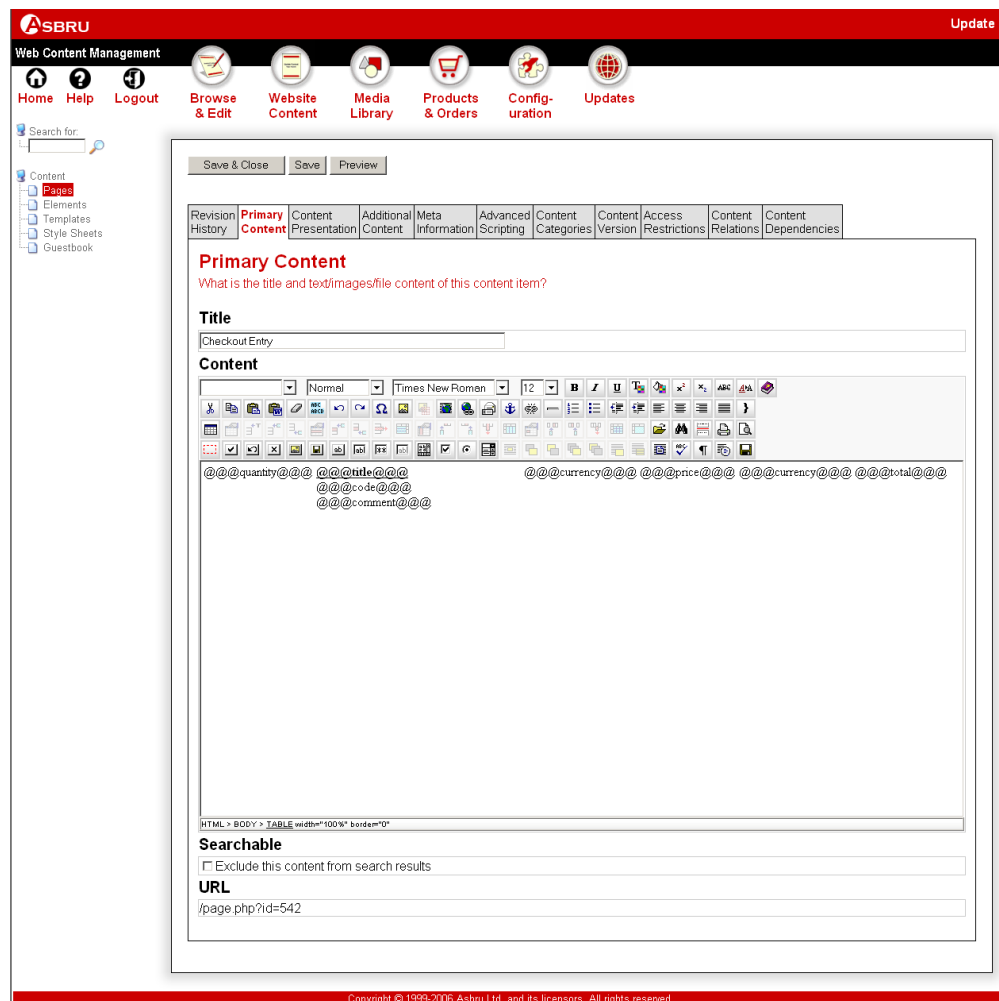 ASBRU
Update
Web Content Management
Home Help Logout
Browse & Edit
Website Content
Media Library
Products & Orders
Config-uration
Updates
Search for:
Content
Pages
Elements
Templates
Style Sheets
Guestbook
Save & Close Save Preview
Revision History
Primary Content
Content Presentation
Additional Content
Meta Information
Advanced Scripting
Content Categories
Content Version
Access Restrictions
Content Relations
Content Dependencies
Primary Content
What is the title and text/images/file content of this content item?
Title
Checkout Entry
Content
Normal Times New Roman 12
@@@quantity@@@ @@@title@@@ @@@currency@@@ @@@price@@@ @@@currency@@@ @@@total@@@
@@@code@@@
@@@comment@@@
HTML > BODY > TABLE width="100%" border="0"
Searchable
Exclude this content from search results
URL
/page.php?id=542
Copyright © 1999-2006 Asbru Ltd. and its licensors. All rights reserved.